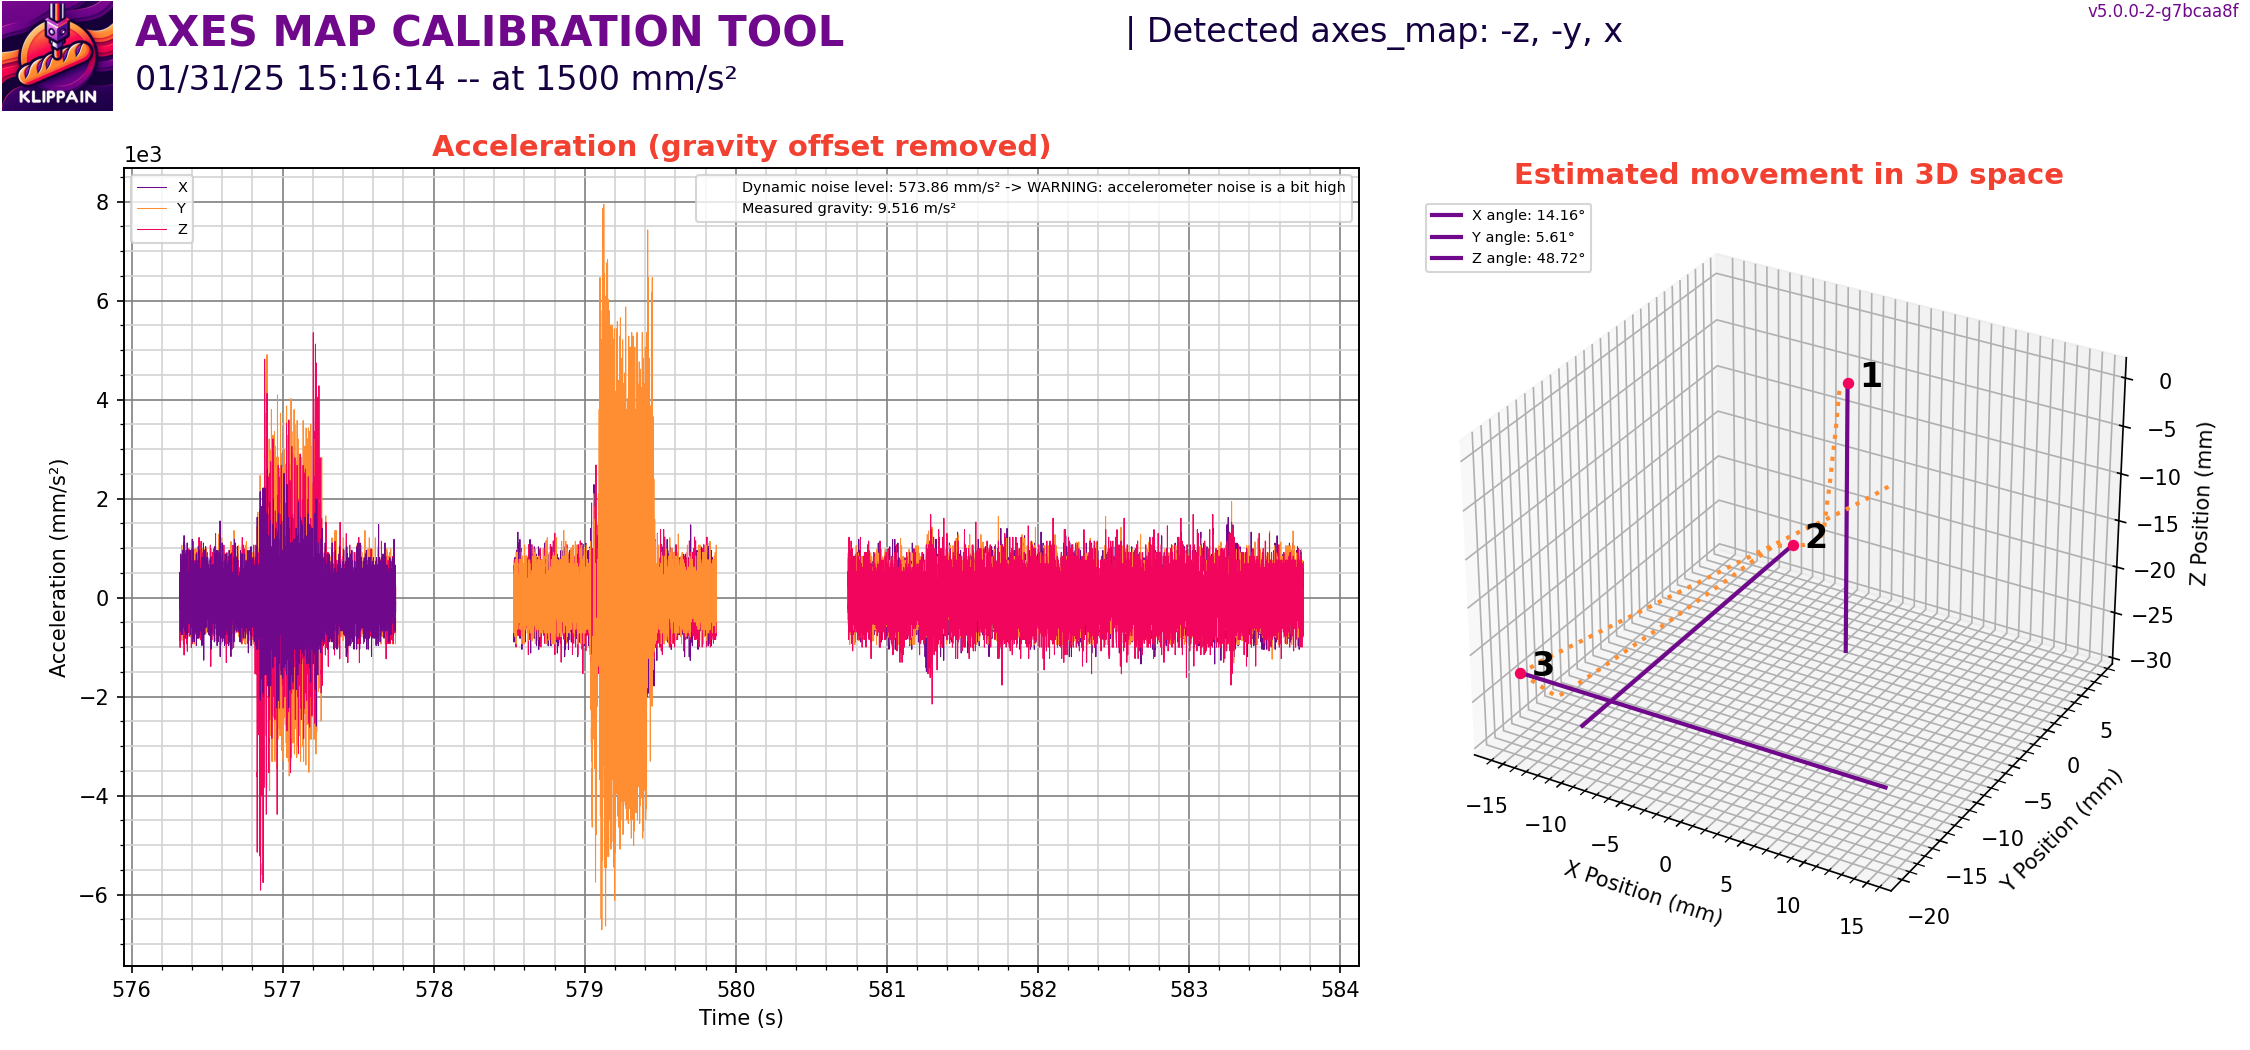 KLIPPAIN
AXES MAP CALIBRATION TOOL
01/31/25 15:16:14 -- at 1500 mm/s²
| Detected axes_map: -z, -y, x
v5.0.0-2-g7bcaa8f
Acceleration (gravity offset removed)
1e3
X
Y
Z
Dynamic noise level: 573.86 mm/s² -> WARNING: accelerometer noise is a bit high
Measured gravity: 9.516 m/s²
8
6
4
2
0
−2
−4
−6
Acceleration (mm/s²)
576
577
578
579
580
581
582
583
584
Time (s)
Estimated movement in 3D space
X angle: 14.16°
Y angle: 5.61°
Z angle: 48.72°
1
2
3
0
−5
−10
−15
−20
−25
−30
Z Position (mm)
5
0
−5
−10
−15
−20
Y Position (mm)
−15
−10
−5
0
5
10
15
X Position (mm)